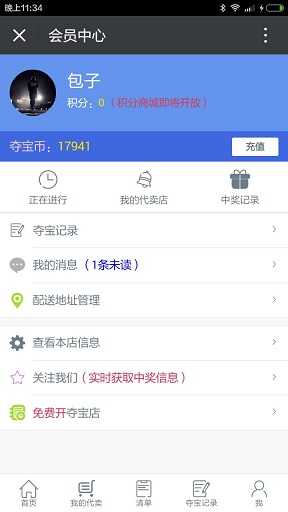 晚上11:34
会员中心
包子
积分：0（积分商城即将开放）
夺宝币：17941
充值
正在进行
我的代卖店
中奖记录
夺宝记录
我的消息（1条未读）
配送地址管理
查看本店信息
关注我们（实时获取中奖信息）
免费开夺宝店
首页
我的代卖
清单
夺宝记录
我